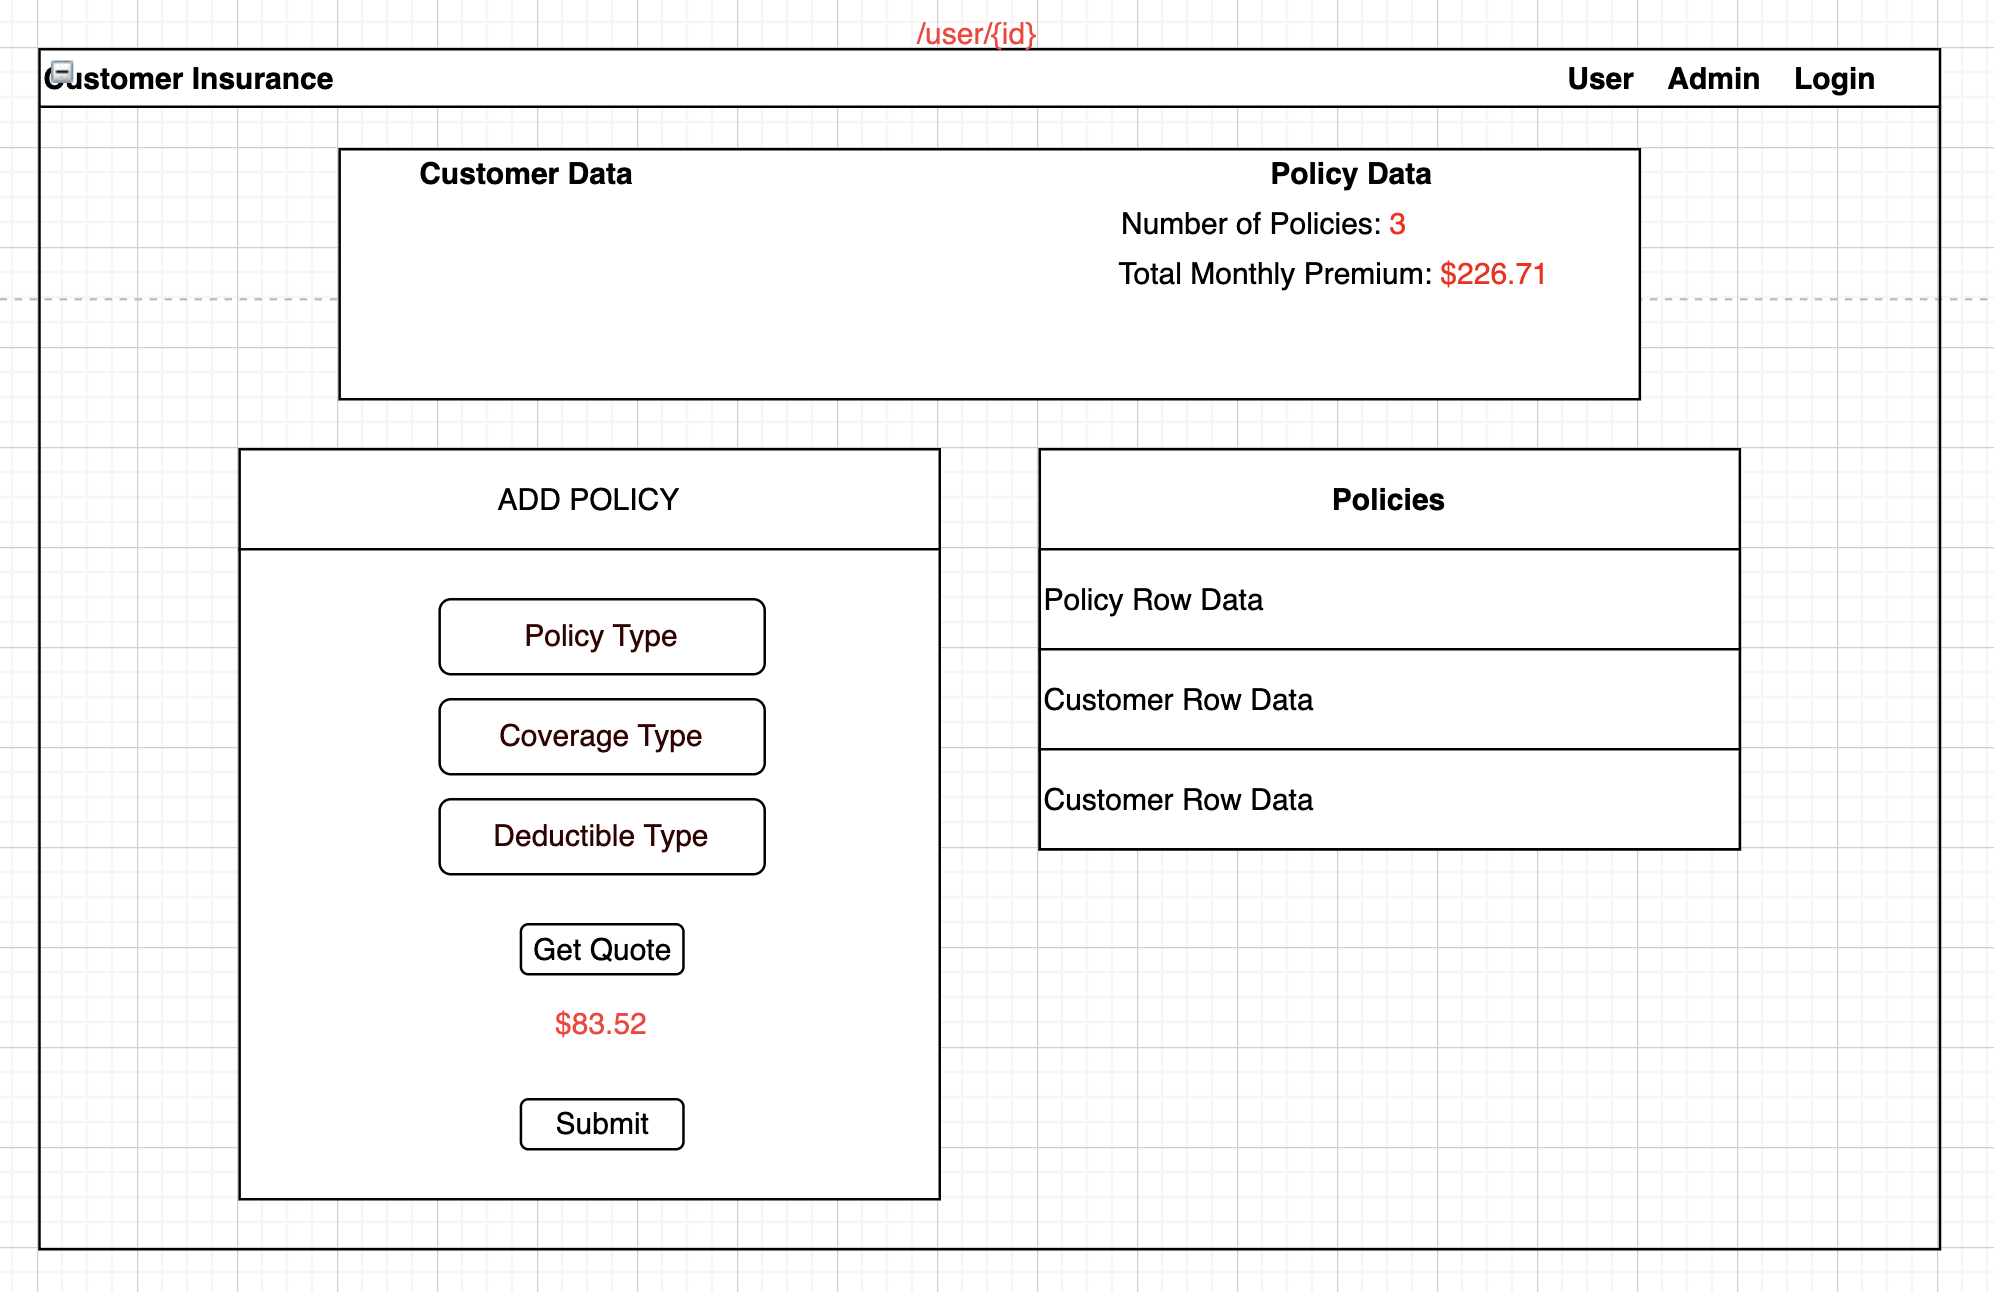 /user/{id}
Customer Insurance
User Admin Login
Customer Data
Policy Data
Number of Policies: 3
Total Monthly Premium: $226.71
ADD POLICY
Policy Type
Coverage Type
Deductible Type
Get Quote
$83.52
Submit
Policies
Policy Row Data
Customer Row Data
Customer Row Data